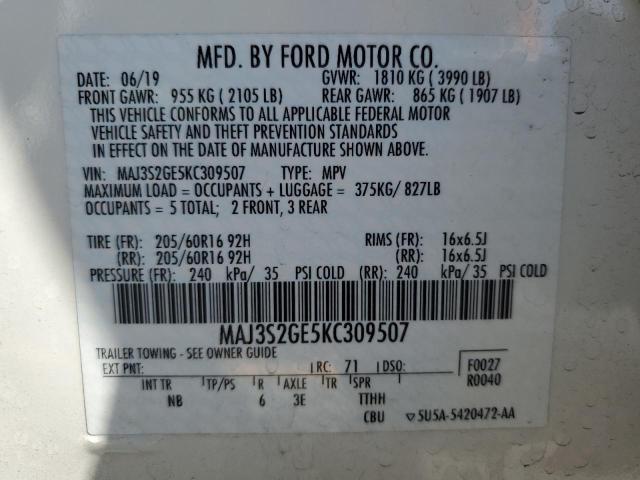 MFD. BY FORD MOTOR CO.
DATE: 06/19 GVWR: 1810 KG (3990 LB)
FRONT GAWR: 955 KG (2105 LB) REAR GAWR: 865 KG (1907 LB)
THIS VEHICLE CONFORMS TO ALL APPLICABLE FEDERAL MOTOR
VEHICLE SAFETY AND THEFT PREVENTION STANDARDS
IN EFFECT ON THE DATE OF MANUFACTURE SHOWN ABOVE.
VIN: MAJ3S2GE5KC309507 TYPE: MPV
MAXIMUM LOAD = OCCUPANTS + LUGGAGE = 375KG/ 827LB
OCCUPANTS = 5 TOTAL; 2 FRONT, 3 REAR
TIRE (FR): 205/60R16 92H RIMS (FR): 16x6.5J
(RR): 205/60R16 92H (RR): 16x6.5J
PRESSURE (FR): 240 kPa/ 35 PSI COLD (RR): 240 kPa/ 35 PSI COLD
MAJ3S2GE5KC309507
TRAILER TOWING - SEE OWNER GUIDE
EXT PNT: RC: 71 DSO: F0027
INT TR TP/PS R AXLE TR SPR R0040
NB 6 3E TTHH
CBU ▽5U5A-5420472-AA